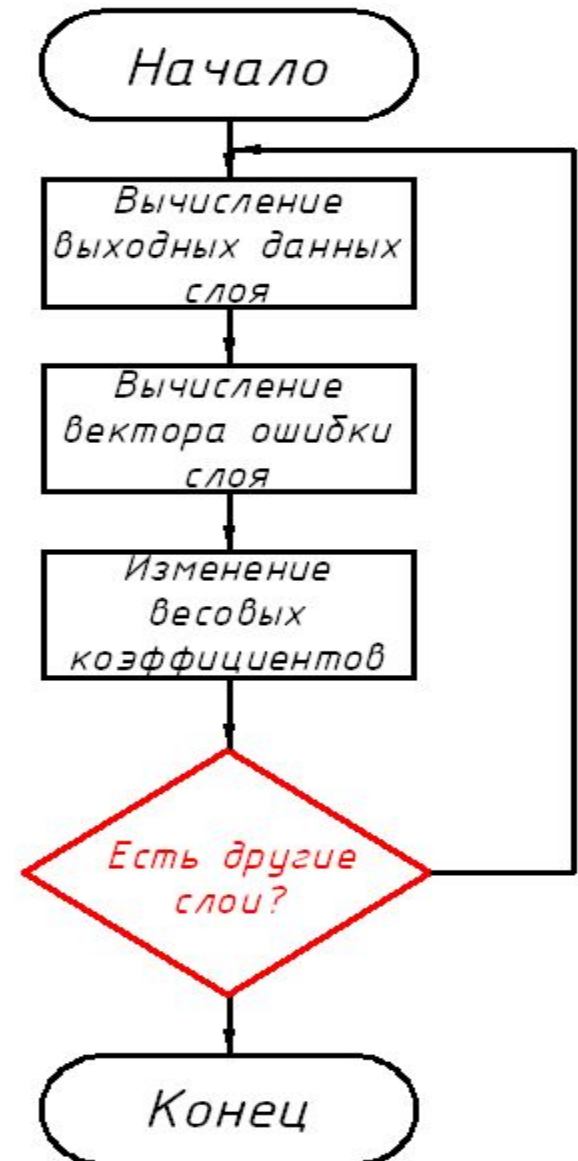 Начало
Вычисление
выходных данных
слоя
Вычисление
вектора ошибки
слоя
Изменение
весовых
коэффициентов
Есть другие
слои?
Конец